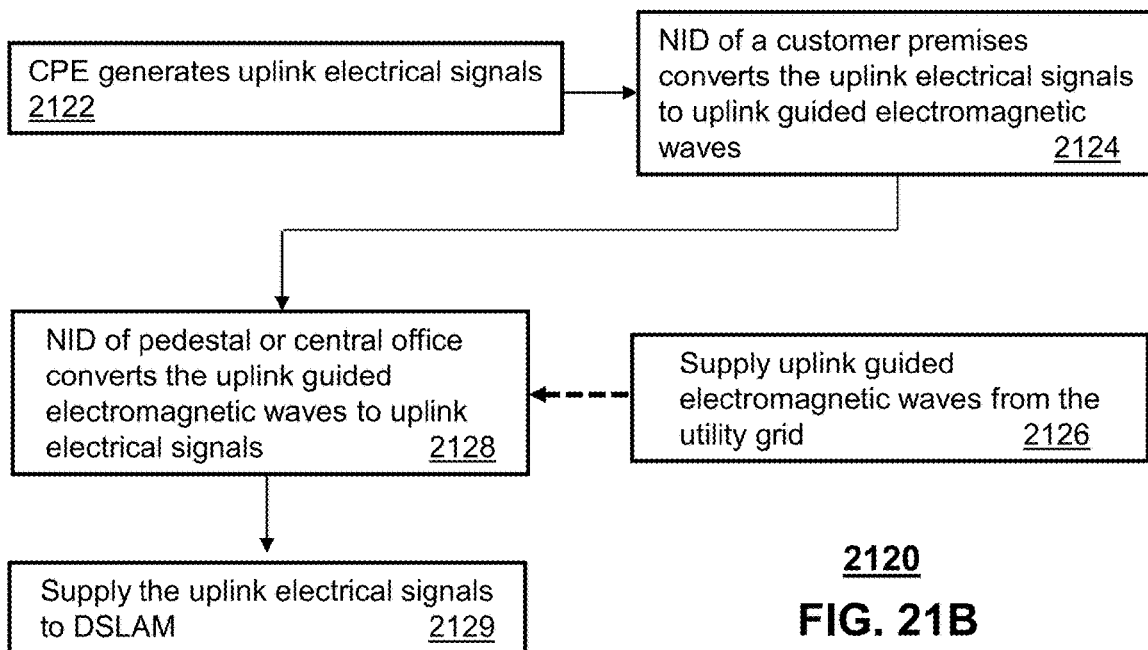 CPE generates uplink electrical signals
2122
NID of a customer premises
converts the uplink electrical signals
to uplink guided electromagnetic
waves 2124
NID of pedestal or central office
converts the uplink guided
electromagnetic waves to uplink
electrical signals 2128
Supply uplink guided
electromagnetic waves from the
utility grid 2126
Supply the uplink electrical signals
to DSLAM 2129
2120
FIG. 21B